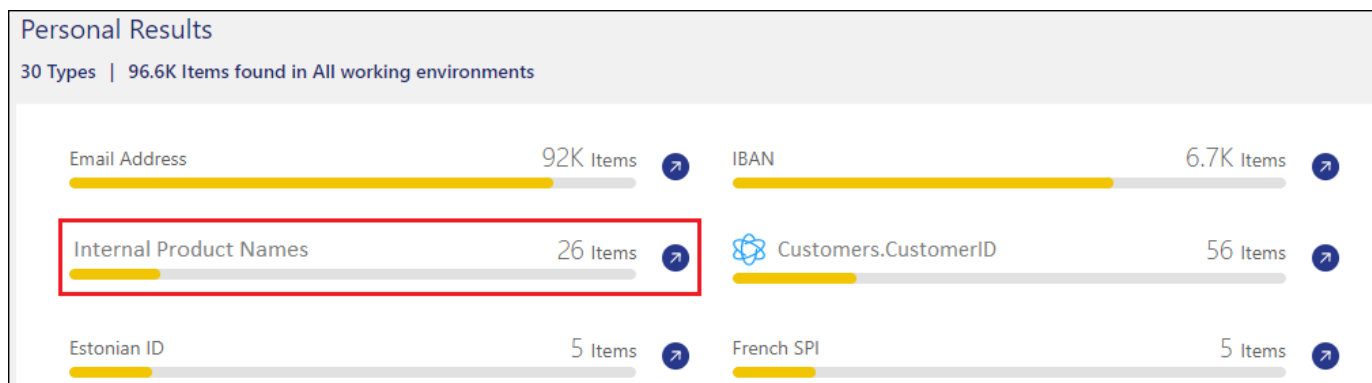 Personal Results
30 Types | 96.6K Items found in All working environments
Email Address 92K Items
IBAN 6.7K Items
Internal Product Names 26 Items
Customers.CustomerID 56 Items
Estonian ID 5 Items
French SPI 5 Items